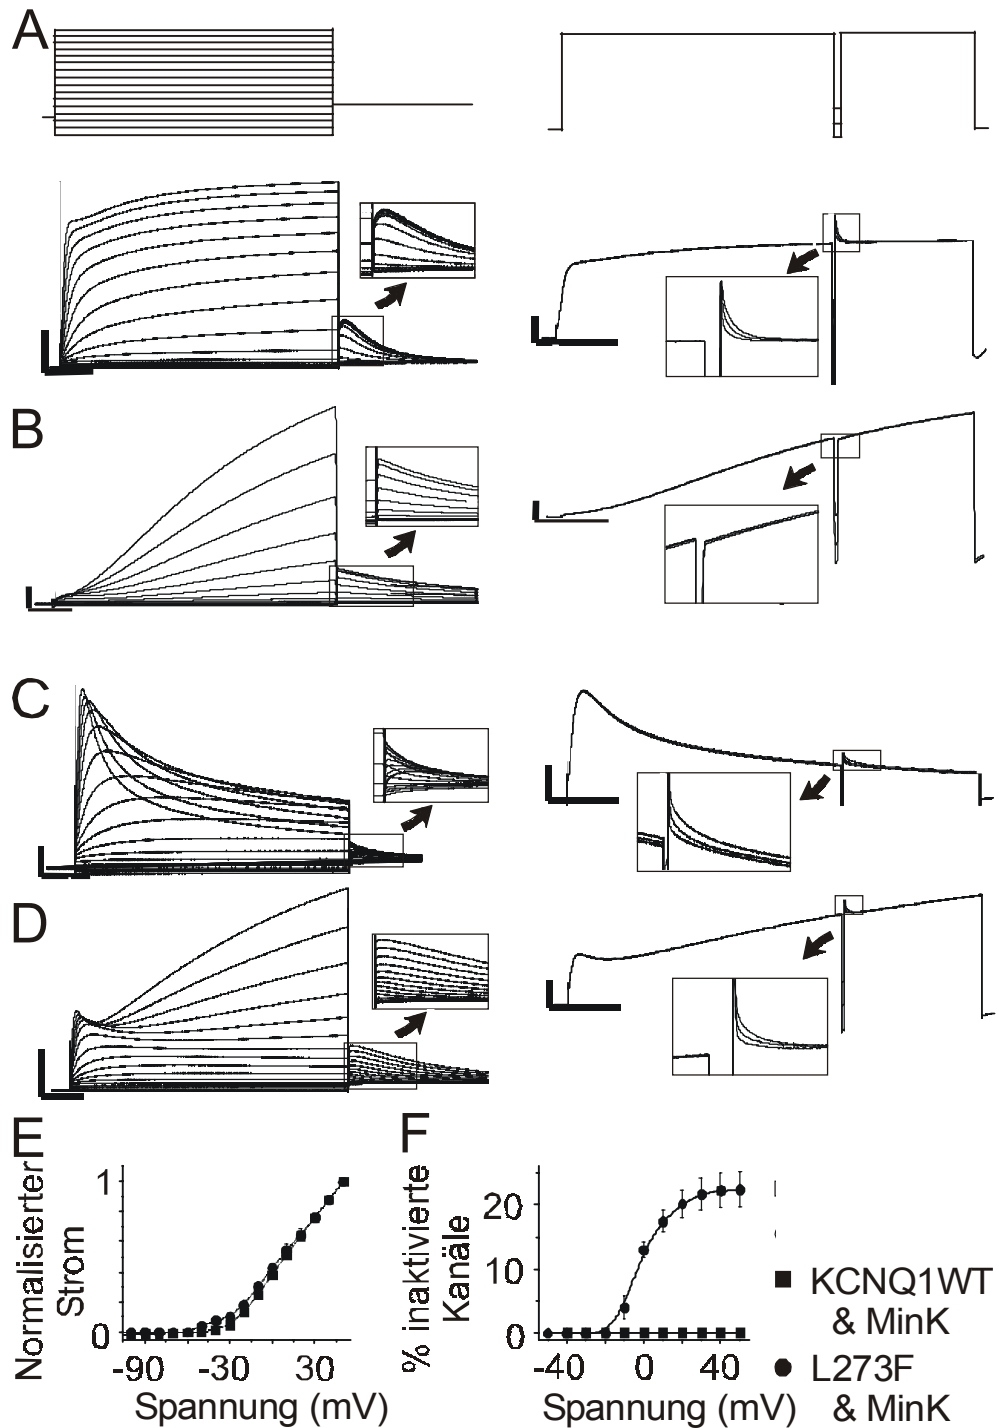 A
B
C
D
E
F
Normalisierter
Strom
1
0
-90
-30
30
Spannung (mV)
% inaktivierte
Kanäle
20
10
0
-40
0
40
Spannung (mV)
KCNQ1WT
& MinK
L273F
& MinK